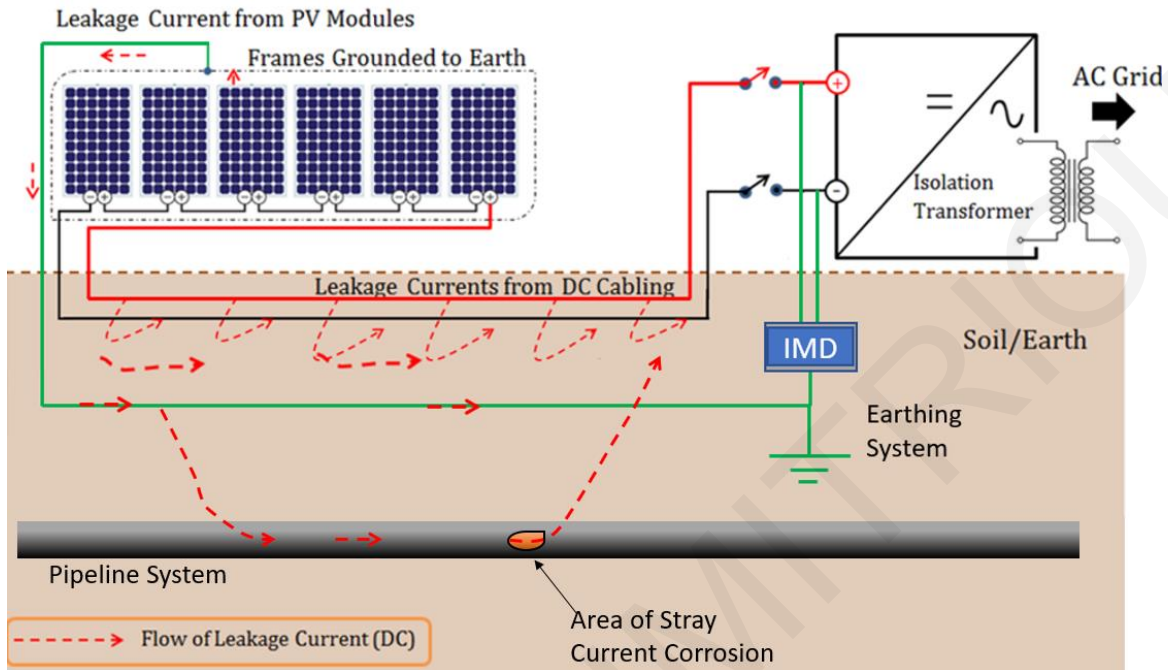 Leakage Current from PV Modules
Frames Grounded to Earth
AC Grid
Isolation
Transformer
Leakage Currents from DC Cabling
IMD
Soil/Earth
Earthing
System
Pipeline System
Area of Stray
Current Corrosion
Flow of Leakage Current (DC)